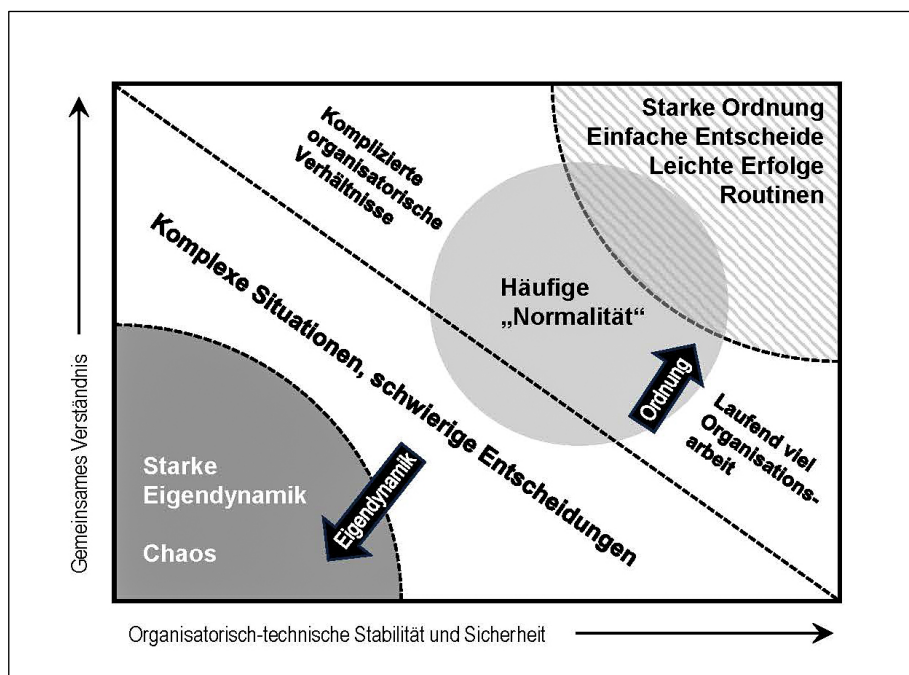 Starke Ordnung
Einfache Entscheide
Leichte Erfolge
Routinen
Komplizierte
organisatorische
Verhältnisse
Häufige
„Normalität“
Komplexe Situationen, schwierige Entscheidungen
Ordnung
Laufend viel
Organisations-
arbeit
Eigendynamik
Starke
Eigendynamik
Chaos
Gemeinsames Verständnis
Organisatorisch-technische Stabilität und Sicherheit